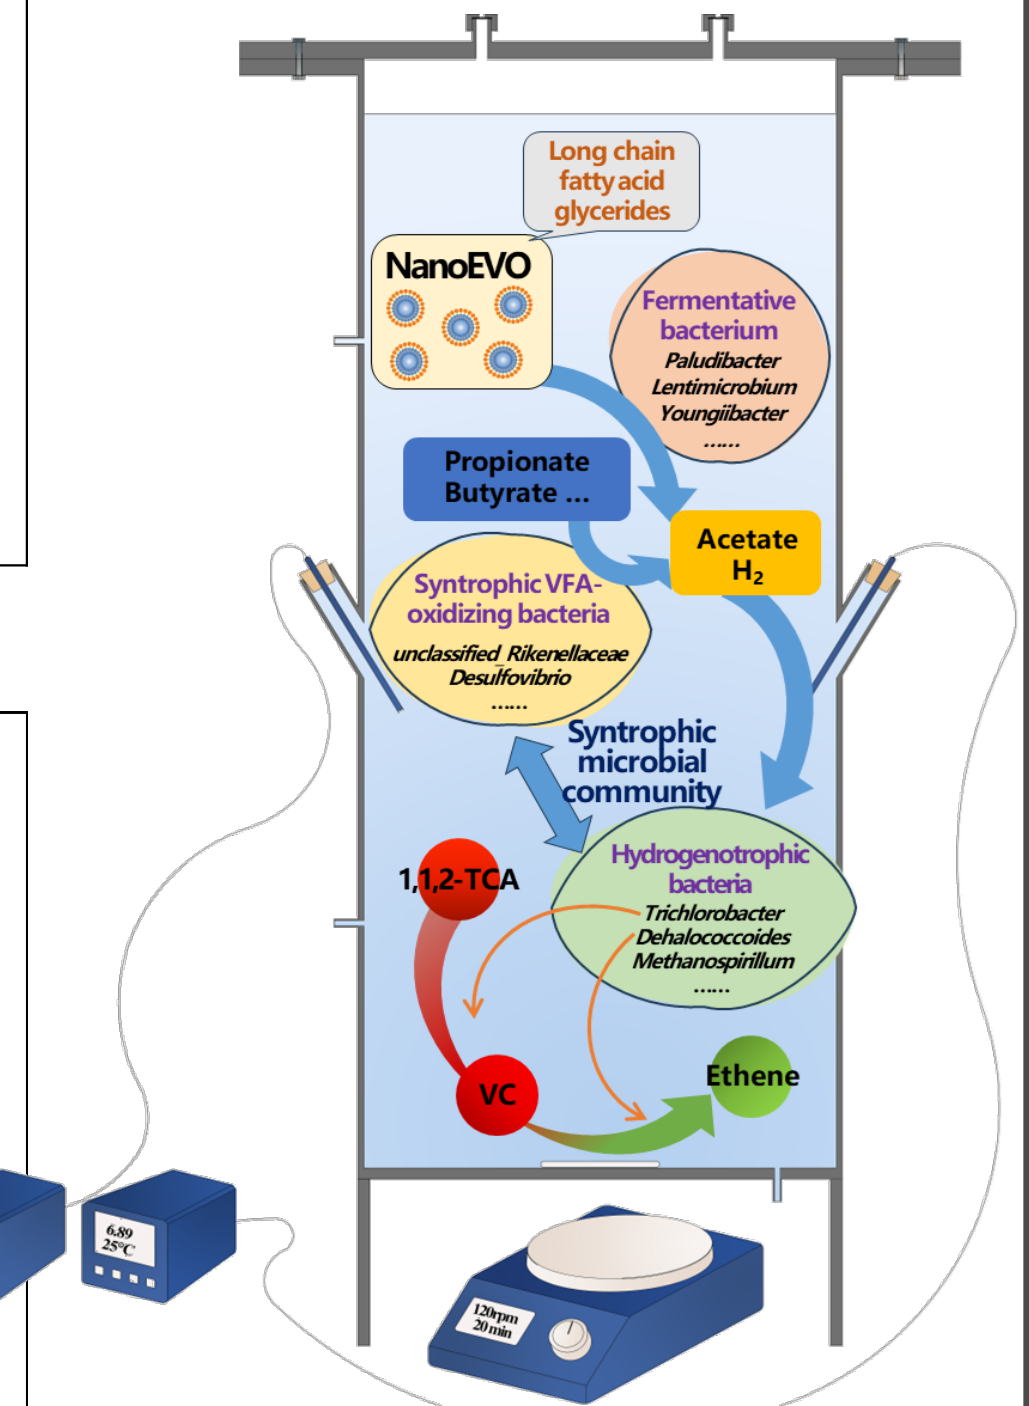 Long chain
fatty acid
glycerides
NanoEVO
Fermentative
bacterium
Paludibacter
Lentimicrobium
Youngiibacter
……
Propionate
Butyrate …
Acetate
H₂
Syntrophic VFA-
oxidizing bacteria
unclassified_Rikenellaceae
Desulfovibrio
……
Syntrophic
microbial
community
Hydrogenotrophic
bacteria
Trichlorobacter
Dehalococcoides
Methanospirillum
……
1,1,2-TCA
VC
Ethene
6.89
25°C
120rpm
20 min